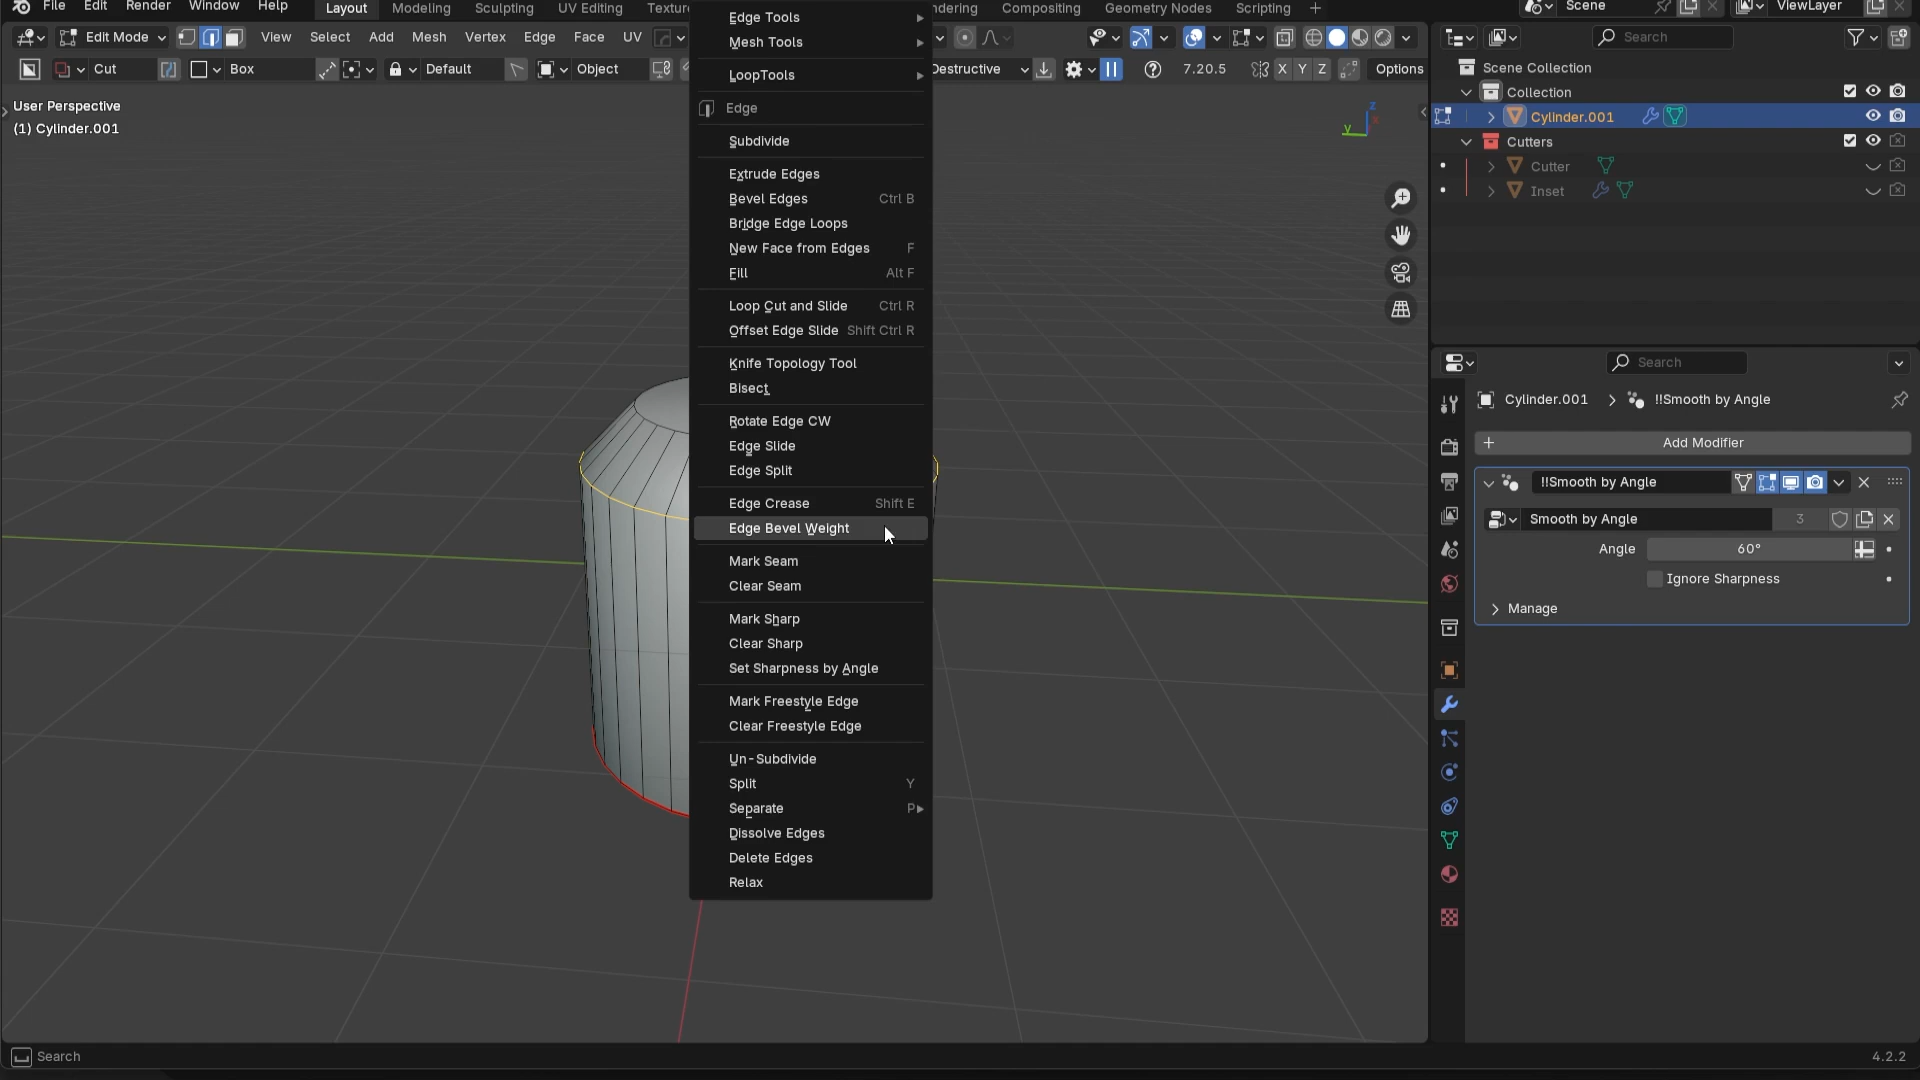 File Edit Render Window Help Layout Modeling Sculpting UV Editing Compositing Geometry Nodes Scripting + Scene ViewLayer
Edit Mode View Select Add Mesh Vertex Edge Face UV Search
Cut Box Default Object 7.20.5 X Y Z Options
User Perspective
(1) Cylinder.001
Edge Tools
Mesh Tools
LoopTools
Edge
Subdivide
Extrude Edges
Bevel Edges Ctrl B
Bridge Edge Loops
New Face from Edges F
Fill Alt F
Loop Cut and Slide Ctrl R
Offset Edge Slide Shift Ctrl R
Knife Topology Tool
Bisect
Rotate Edge CW
Edge Slide
Edge Split
Edge Crease Shift E
Edge Bevel Weight
Mark Seam
Clear Seam
Mark Sharp
Clear Sharp
Set Sharpness by Angle
Mark Freestyle Edge
Clear Freestyle Edge
Un-Subdivide
Split Y
Separate P
Dissolve Edges
Delete Edges
Relax
z
y
Scene Collection
Collection
Cylinder.001
Cutters
Cutter
Inset
Search
Cylinder.001 > !!Smooth by Angle
+ Add Modifier
!!Smooth by Angle
Smooth by Angle 3
Angle 60°
Ignore Sharpness
Manage
Search 4.2.2